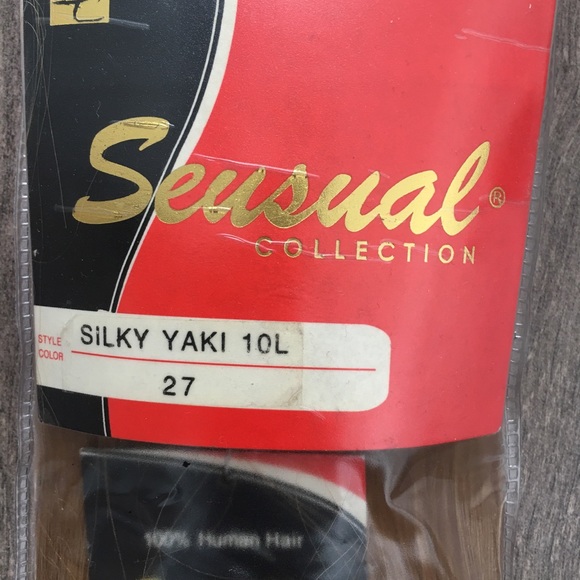 Sensual®
COLLECTION
STYLE SiLKY YAKI 10L
COLOR 27
100% Human Hair